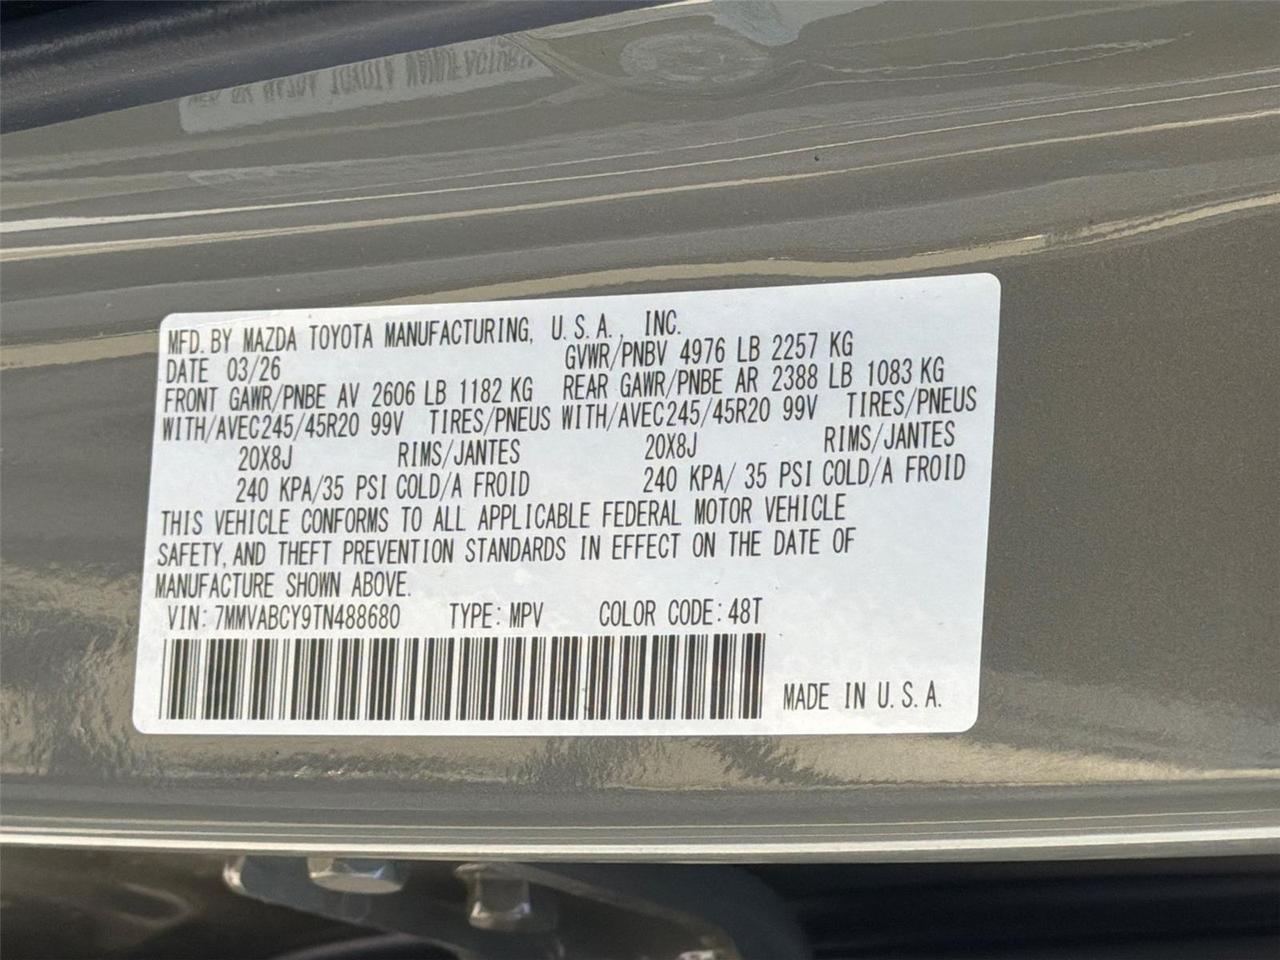 MFD. BY MAZDA TOYOTA MANUFACTURING, U.S.A., INC.
DATE 03/26 GVWR/PNBV 4976 LB 2257 KG
FRONT GAWR/PNBE AV 2606 LB 1182 KG REAR GAWR/PNBE AR 2388 LB 1083 KG
WITH/AVEC245/45R20 99V TIRES/PNEUS WITH/AVEC245/45R20 99V TIRES/PNEUS
20X8J RIMS/JANTES 20X8J RIMS/JANTES
240 KPA/35 PSI COLD/A FROID 240 KPA/ 35 PSI COLD/A FROID
THIS VEHICLE CONFORMS TO ALL APPLICABLE FEDERAL MOTOR VEHICLE
SAFETY, AND THEFT PREVENTION STANDARDS IN EFFECT ON THE DATE OF
MANUFACTURE SHOWN ABOVE.
VIN: 7MMVABCY9TN488680 TYPE: MPV COLOR CODE: 48T
MADE IN U.S.A.